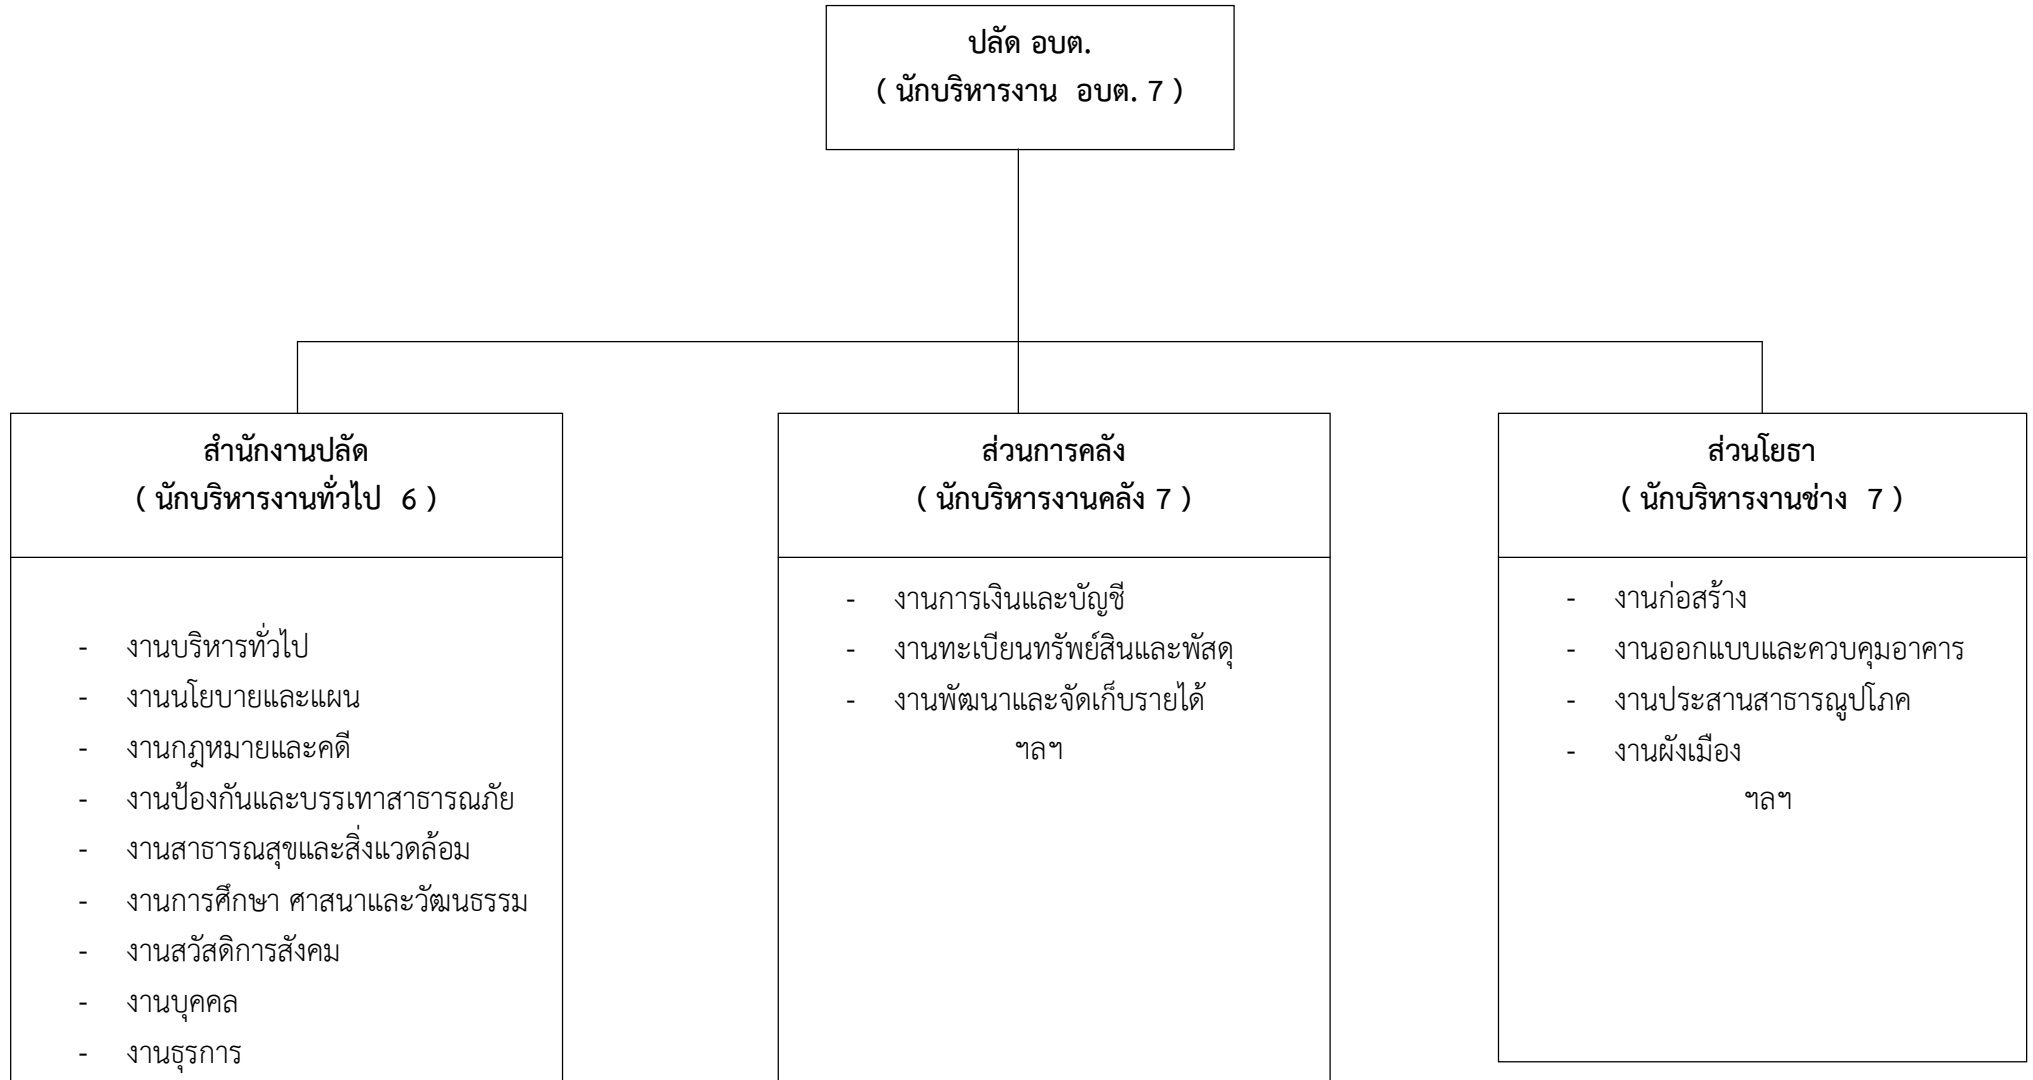 ปลัด อบต.
( นักบริหารงาน อบต. 7 )
สำนักงานปลัด
( นักบริหารงานทั่วไป 6 )
- งานบริหารทั่วไป
- งานนโยบายและแผน
- งานกฎหมายและคดี
- งานป้องกันและบรรเทาสาธารณภัย
- งานสาธารณสุขและสิ่งแวดล้อม
- งานการศึกษา ศาสนาและวัฒนธรรม
- งานสวัสดิการสังคม
- งานบุคคล
- งานธุรการ
ส่วนการคลัง
( นักบริหารงานคลัง 7 )
- งานการเงินและบัญชี
- งานทะเบียนทรัพย์สินและพัสดุ
- งานพัฒนาและจัดเก็บรายได้
ฯลฯ
ส่วนโยธา
( นักบริหารงานช่าง 7 )
- งานก่อสร้าง
- งานออกแบบและควบคุมอาคาร
- งานประสานสาธารณูปโภค
- งานผังเมือง
ฯลฯ